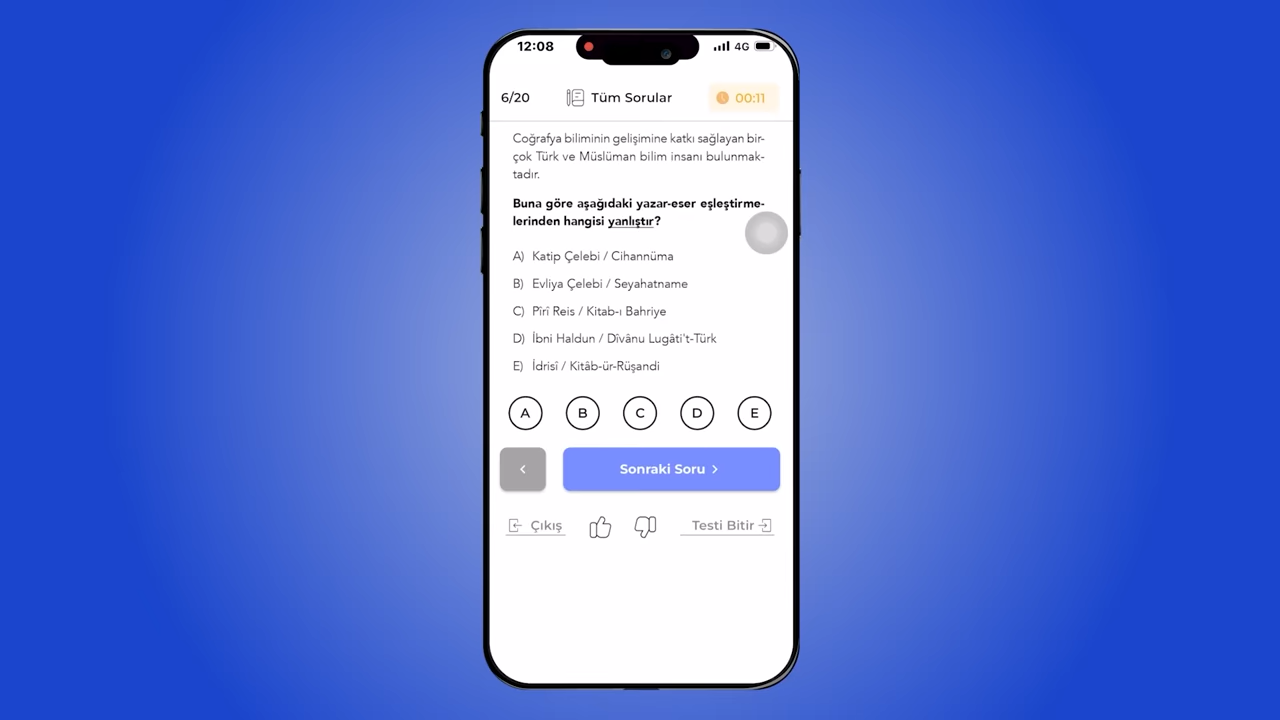 12:08
4G
6/20 Tüm Sorular 00:11
Coğrafya biliminin gelişimine katkı sağlayan bir-
çok Türk ve Müslüman bilim insanı bulunmak-
tadır.
Buna göre aşağıdaki yazar-eser eşleştirme-
lerinden hangisi yanlıştır?
A) Katip Çelebi / Cihannüma
B) Evliya Çelebi / Seyahatname
C) Pîrî Reis / Kitab-ı Bahriye
D) İbni Haldun / Dîvânu Lugâti't-Türk
E) İdrisî / Kitâb-ür-Rüşandi
A B C D E
Sonraki Soru
Çıkış Testi Bitir